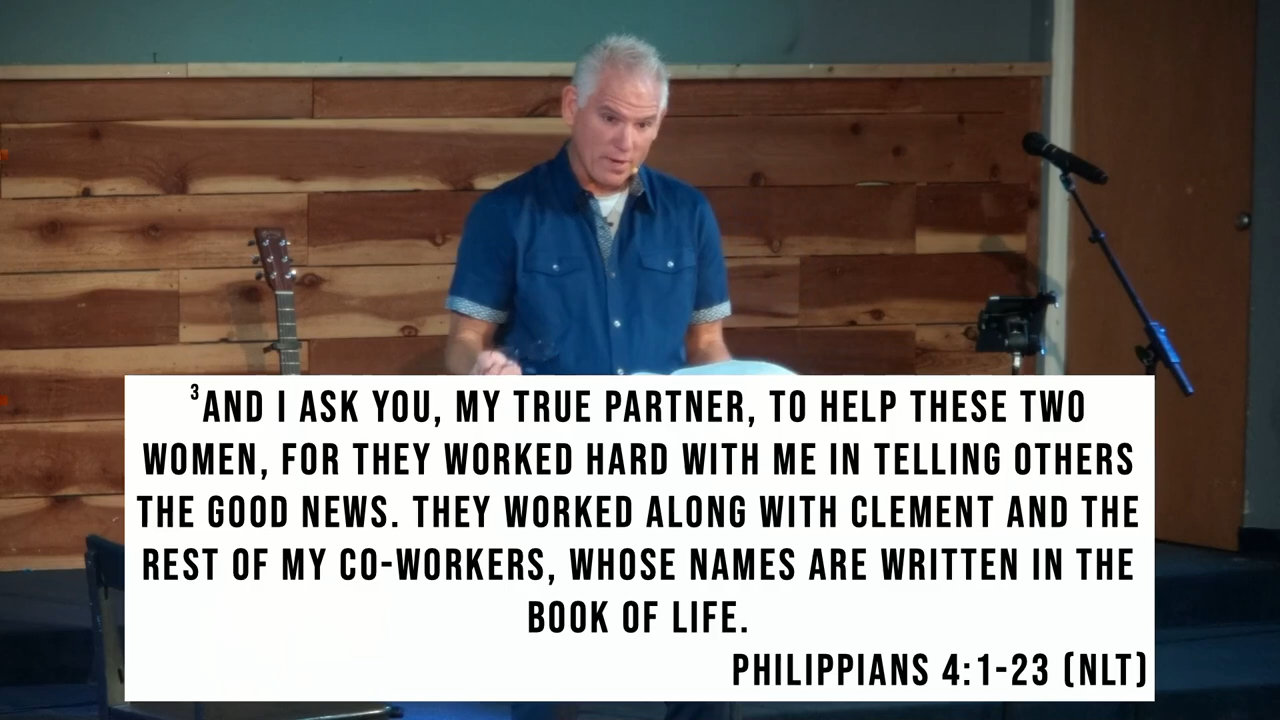 ³AND I ASK YOU, MY TRUE PARTNER, TO HELP THESE TWO
WOMEN, FOR THEY WORKED HARD WITH ME IN TELLING OTHERS
THE GOOD NEWS. THEY WORKED ALONG WITH CLEMENT AND THE
REST OF MY CO-WORKERS, WHOSE NAMES ARE WRITTEN IN THE
BOOK OF LIFE.
PHILIPPIANS 4:1-23 (NLT)